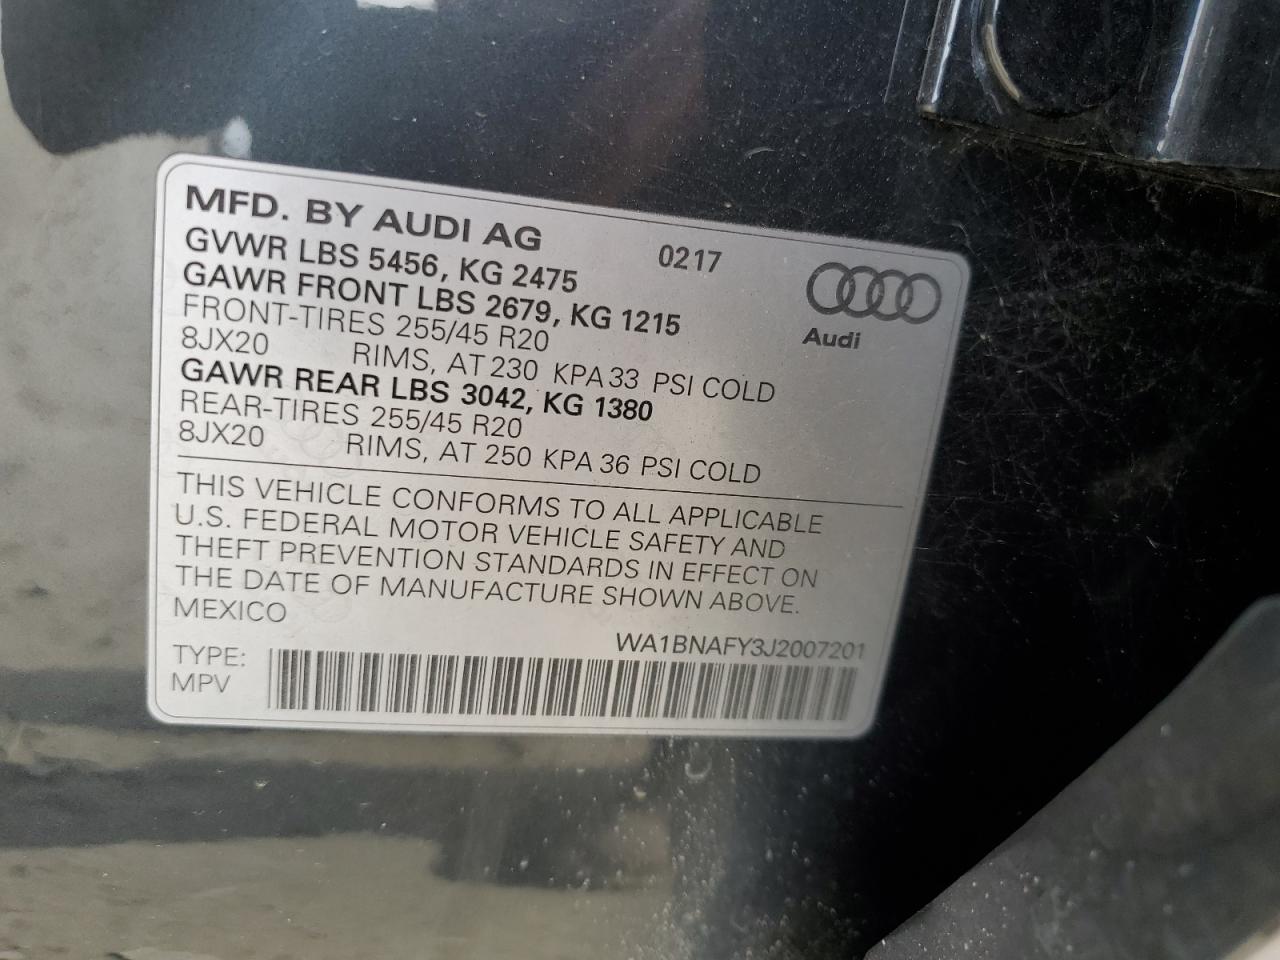 MFD. BY AUDI AG 0217
GVWR LBS 5456, KG 2475
GAWR FRONT LBS 2679, KG 1215
FRONT-TIRES 255/45 R20
8JX20 RIMS, AT 230 KPA 33 PSI COLD
GAWR REAR LBS 3042, KG 1380
REAR-TIRES 255/45 R20
8JX20 RIMS, AT 250 KPA 36 PSI COLD
Audi
THIS VEHICLE CONFORMS TO ALL APPLICABLE
U.S. FEDERAL MOTOR VEHICLE SAFETY AND
THEFT PREVENTION STANDARDS IN EFFECT ON
THE DATE OF MANUFACTURE SHOWN ABOVE.
MEXICO
WA1BNAFY3J2007201
TYPE:
MPV